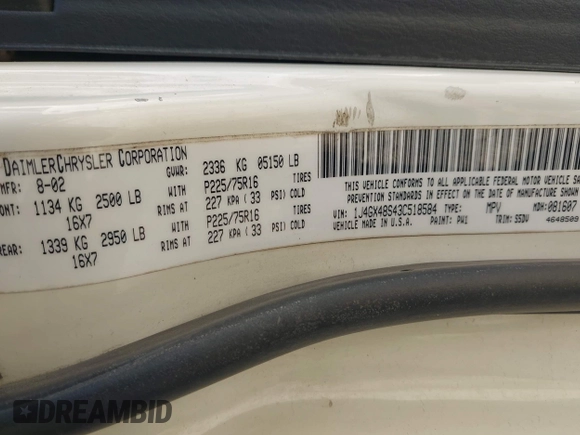 DAIMLERCHRYSLER CORPORATION
MFR: 8-02 GVWR: 2336 KG 05150 LB
ONT: 1134 KG 2500 LB WITH P225/75R16 TIRES
16X7 RIMS AT 227 KPA ( 33 PSI) COLD
EAR: 1339 KG 2950 LB WITH P225/75R16 TIRES
16X7 RIMS AT 227 KPA ( 33 PSI) COLD
THIS VEHICLE CONFORMS TO ALL APPLICABLE FEDERAL MOTOR VEHICLE SA
PREVENTION STANDARDS IN EFFECT ON THE DATE OF MANUFACTURE SHOWN
VIN: 1J4GX48S43C518584 TYPE: MPV MDH: 081607
VEHICLE MADE IN U.S.A. PAINT: PW1 TRIM: S5DV 4648509
DREAMBID